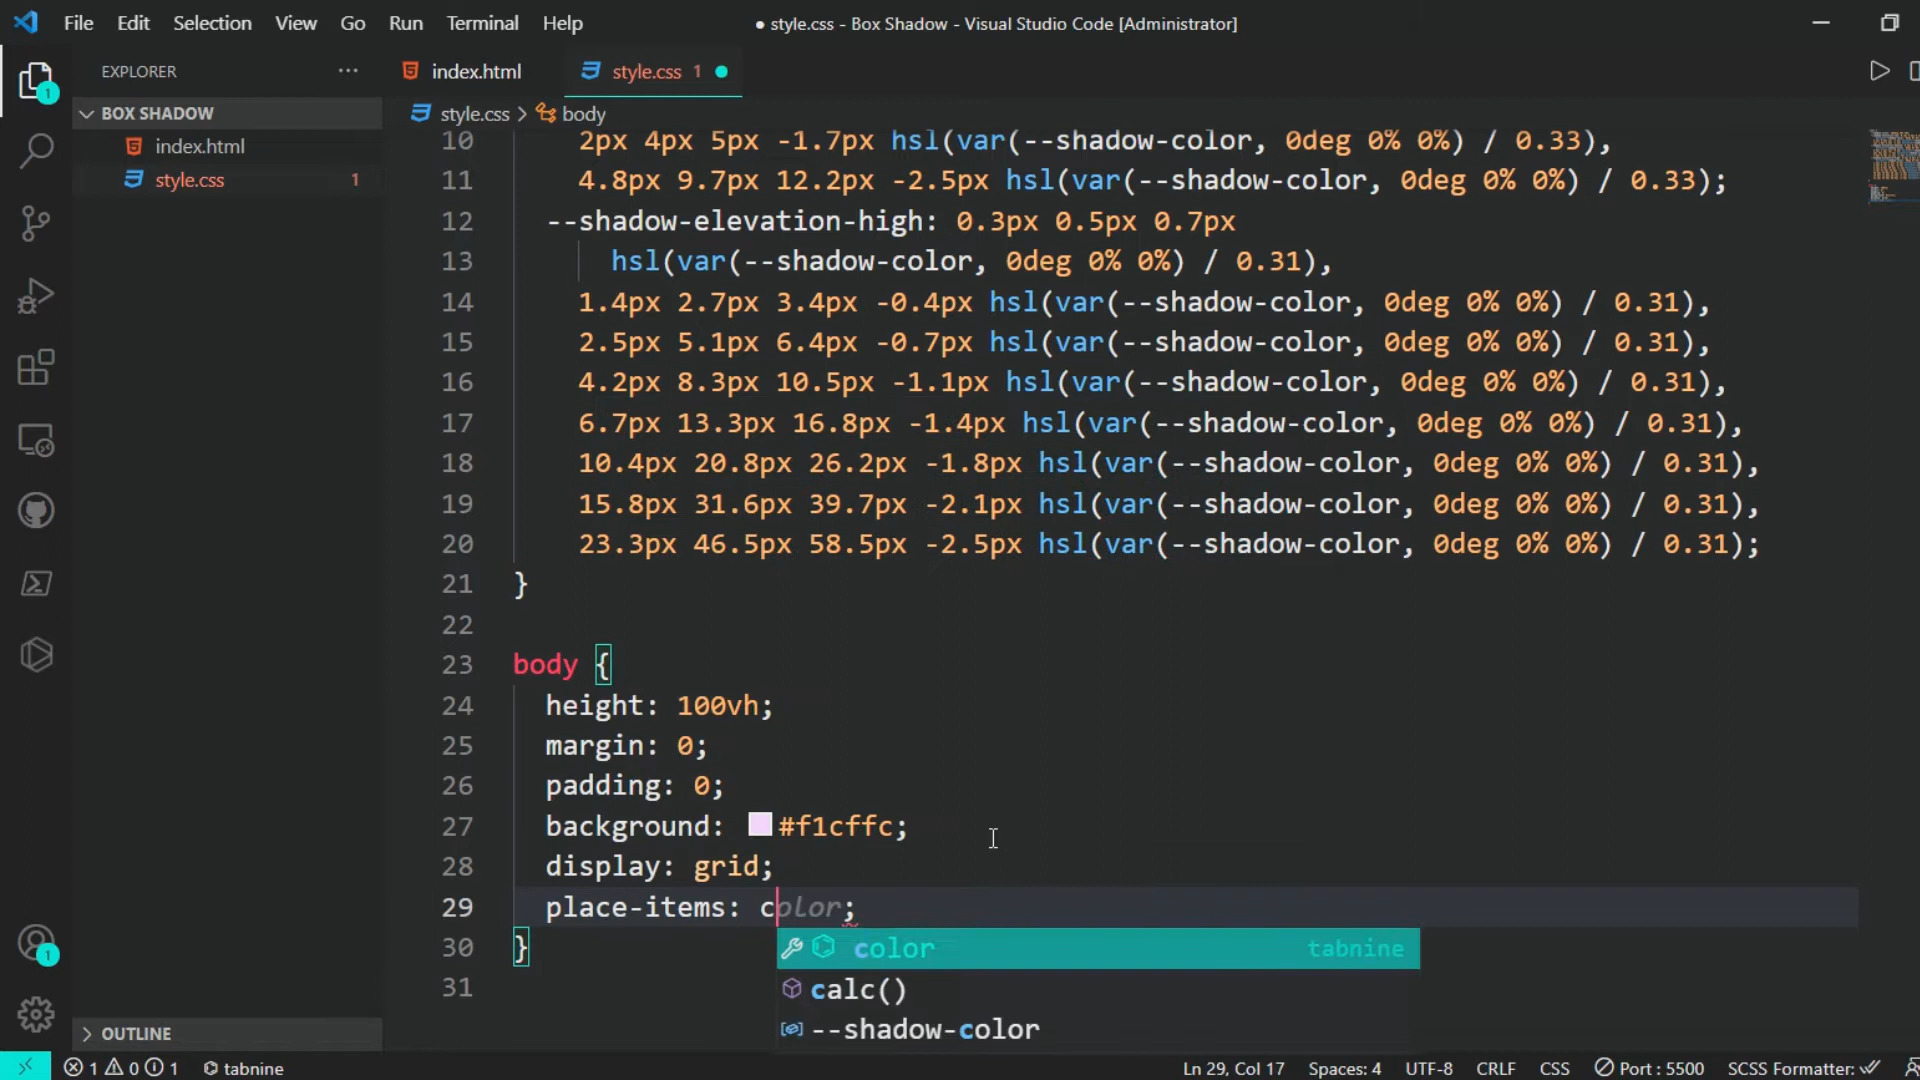 File Edit Selection View Go Run Terminal Help
● style.css - Box Shadow - Visual Studio Code [Administrator]
EXPLORER ...
index.html
style.css 1
BOX SHADOW
index.html
style.css 1
OUTLINE
style.css > body
10 2px 4px 5px -1.7px hsl(var(--shadow-color, 0deg 0% 0%) / 0.33),
11 4.8px 9.7px 12.2px -2.5px hsl(var(--shadow-color, 0deg 0% 0%) / 0.33);
12 --shadow-elevation-high: 0.3px 0.5px 0.7px
13 hsl(var(--shadow-color, 0deg 0% 0%) / 0.31),
14 1.4px 2.7px 3.4px -0.4px hsl(var(--shadow-color, 0deg 0% 0%) / 0.31),
15 2.5px 5.1px 6.4px -0.7px hsl(var(--shadow-color, 0deg 0% 0%) / 0.31),
16 4.2px 8.3px 10.5px -1.1px hsl(var(--shadow-color, 0deg 0% 0%) / 0.31),
17 6.7px 13.3px 16.8px -1.4px hsl(var(--shadow-color, 0deg 0% 0%) / 0.31),
18 10.4px 20.8px 26.2px -1.8px hsl(var(--shadow-color, 0deg 0% 0%) / 0.31),
19 15.8px 31.6px 39.7px -2.1px hsl(var(--shadow-color, 0deg 0% 0%) / 0.31),
20 23.3px 46.5px 58.5px -2.5px hsl(var(--shadow-color, 0deg 0% 0%) / 0.31);
21 }
22
23 body {
24 height: 100vh;
25 margin: 0;
26 padding: 0;
27 background: #f1cffc;
28 display: grid;
29 place-items: color;
30 }
31
color tabnine
calc()
--shadow-color
1
1
1 0 1 tabnine
Ln 29, Col 17 Spaces: 4 UTF-8 CRLF CSS Port : 5500 SCSS Formatter: